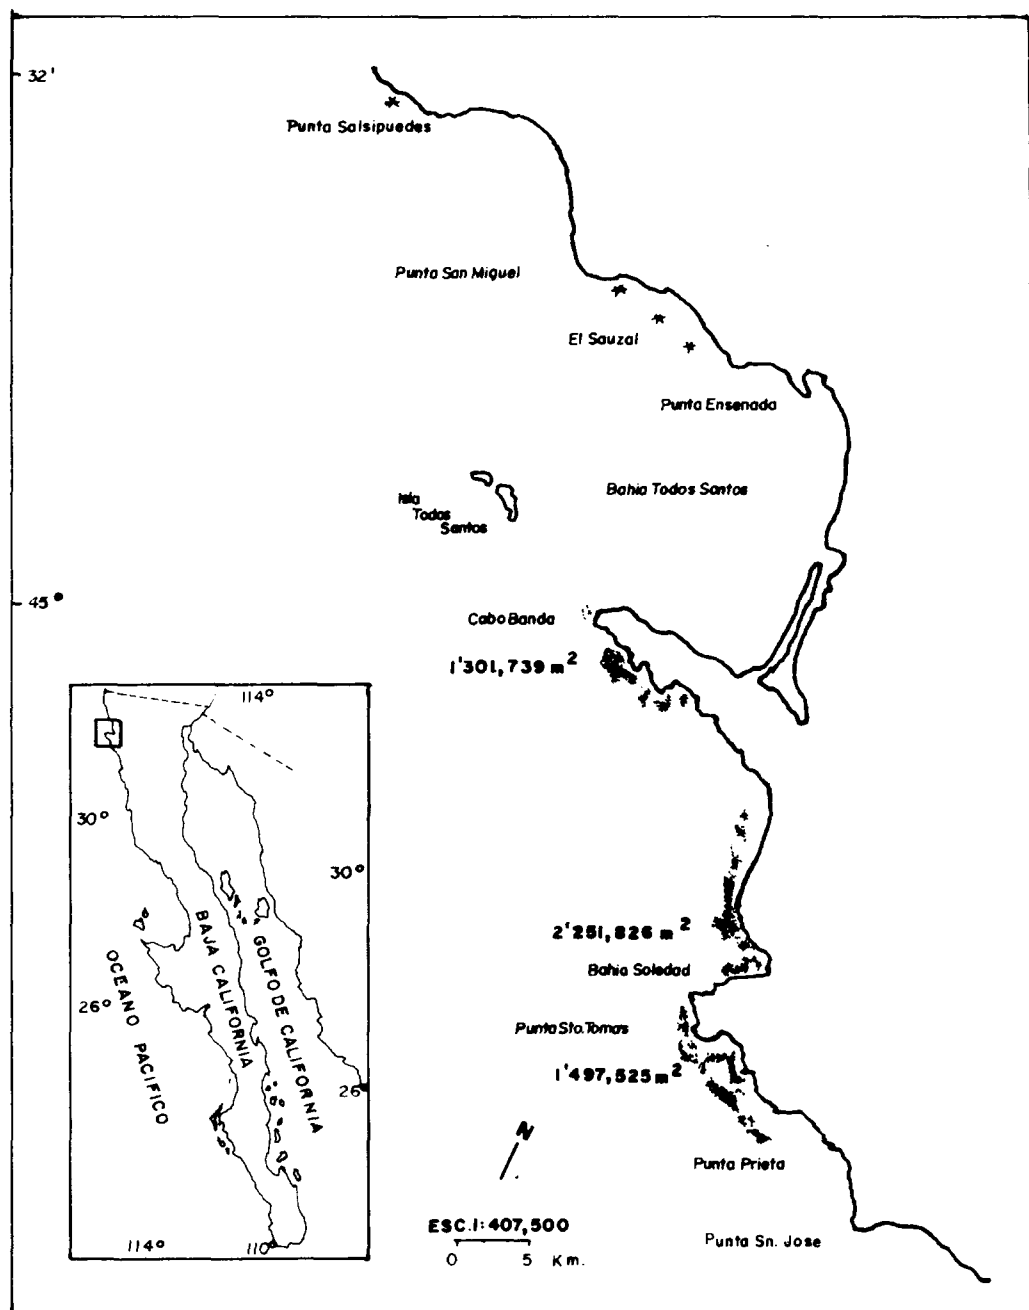 32'
Punta Salsipuedes
Punta San Miguel
El Sauzal
Punta Ensenada
Bahia Todos Santos
Isla
Todos
Santos
45°
Cabo Banda
1'301,739 m²
2'251,826 m²
Bahia Soledad
Punta Sto. Tomas
1'497,525 m²
Punta Prieta
Punta Sn. Jose
N
ESC.1:407,500
0 5 Km.
114°
30°
30°
BAJA CALIFORNIA
GOLFO DE CALIFORNIA
OCEANO PACIFICO
26°
26°
114°
110°